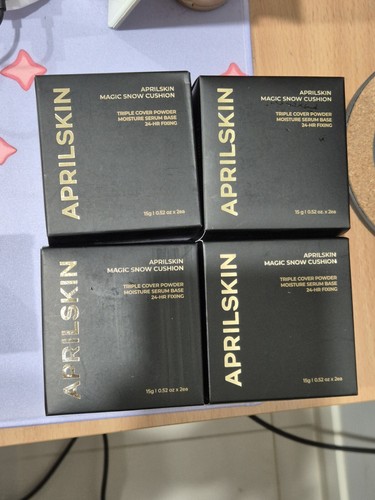 APRILSKIN
APRILSKIN
MAGIC SNOW CUSHION
TRIPLE COVER POWDER
MOISTURE SERUM BASE
24-HR FIXING
15g l 0.52 oz x 2ea
APRILSKIN
APRILSKIN
MAGIC SNOW CUSHION
TRIPLE COVER POWDER
MOISTURE SERUM BASE
24-HR FIXING
15 g l 0.52 oz x 2ea
APRILSKIN
APRILSKIN
MAGIC SNOW CUSHION
TRIPLE COVER POWDER
MOISTURE SERUM BASE
24-HR FIXING
15g l 0.52 oz x 2ea
APRILSKIN
APRILSKIN
MAGIC SNOW CUSHION
TRIPLE COVER POWDER
MOISTURE SERUM BASE
24-HR FIXING
15g l 0.52 oz x 2ea